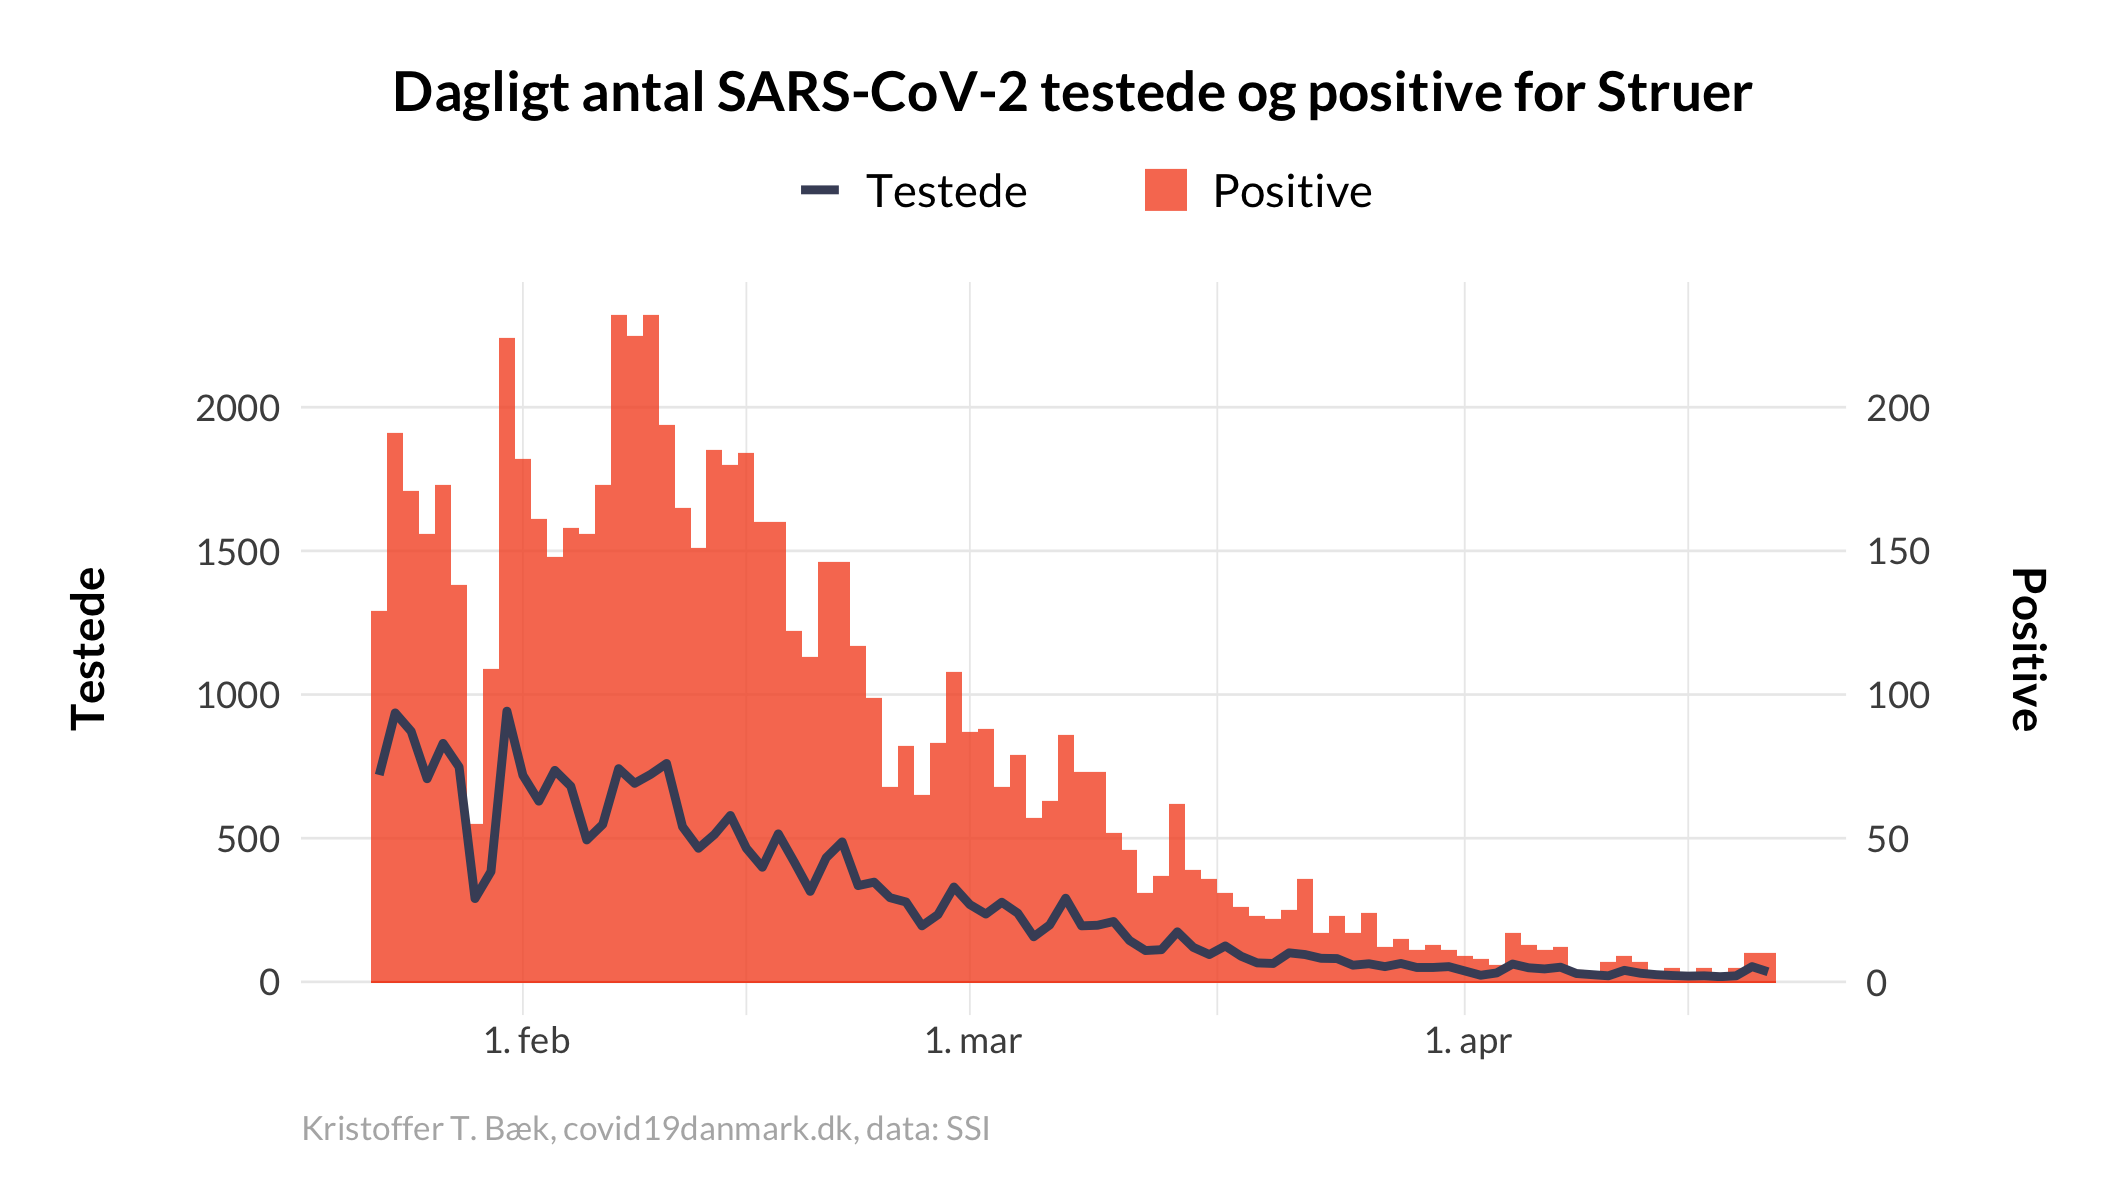 Dagligt antal SARS-CoV-2 testede og positive for Struer
Testede
Positive
2000
1500
1000
500
0
Testede
200
150
100
50
0
Positive
1. feb
1. mar
1. apr
Kristoffer T. Bæk, covid19danmark.dk, data: SSI